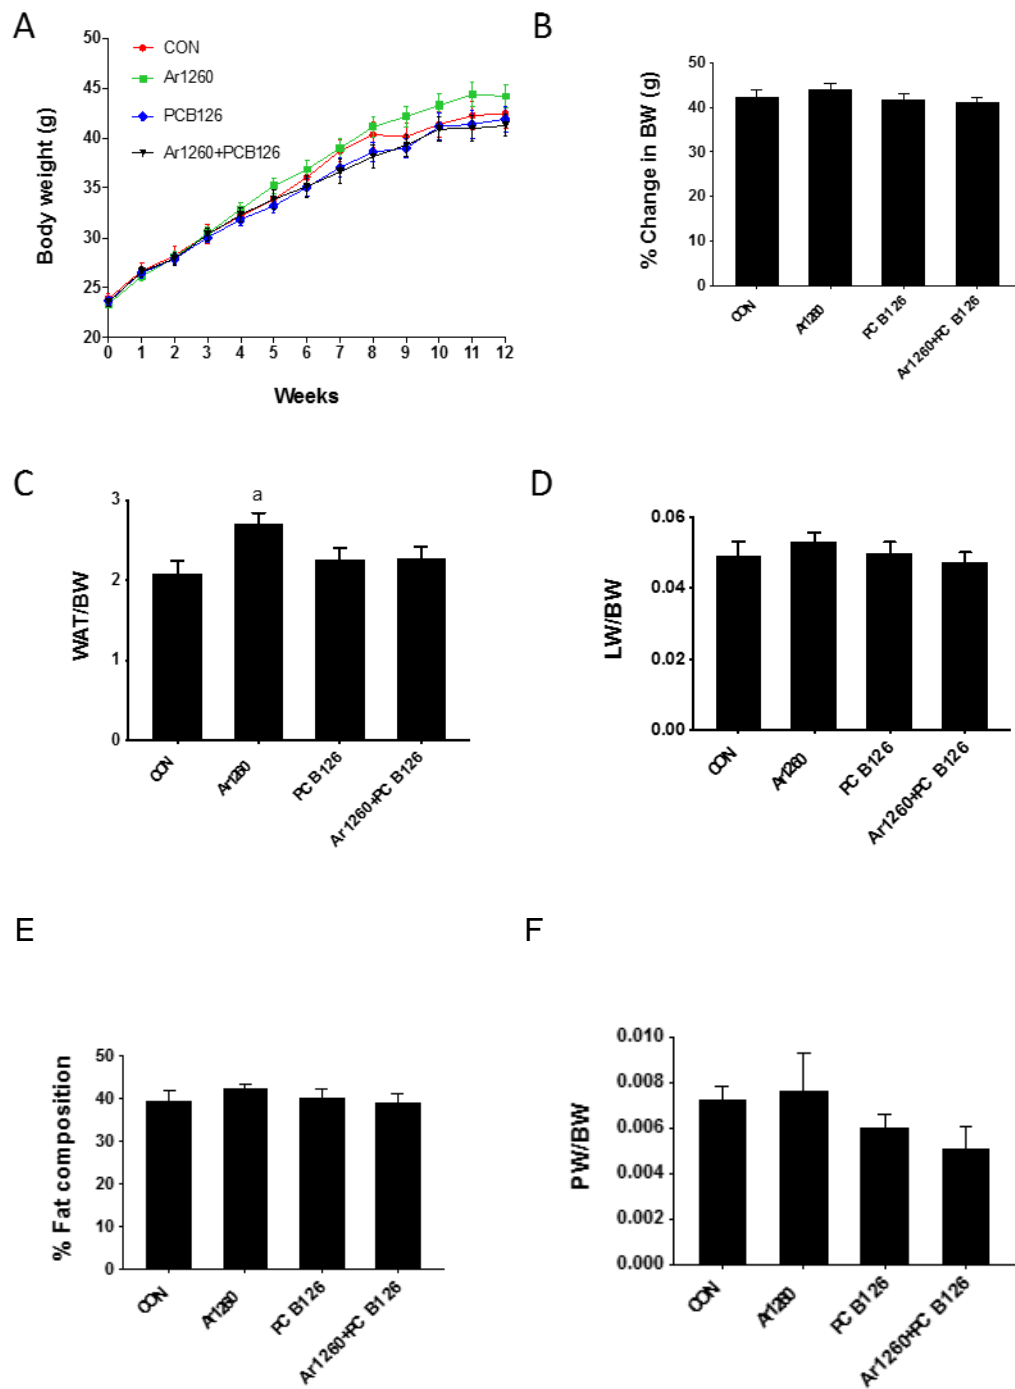 A
Body weight (g)
50
45
40
35
30
25
20
CON
Ar1260
PCB126
Ar1260+PCB126
0 1 2 3 4 5 6 7 8 9 10 11 12
Weeks
B
% Change in BW (g)
50
40
30
20
10
0
CON
Ar1260
PC B126
Ar1260+PC B126
C
WAT/BW
3
2
1
0
a
CON
Ar1260
PC B126
Ar1260+PC B126
D
LW/BW
0.06
0.04
0.02
0.00
CON
Ar1260
PC B126
Ar1260+PC B126
E
% Fat composition
50
40
30
20
10
0
CON
Ar1260
PC B126
Ar1260+PC B126
F
PW/BW
0.010
0.008
0.006
0.004
0.002
0.000
CON
Ar1260
PC B126
Ar1260+PC B126